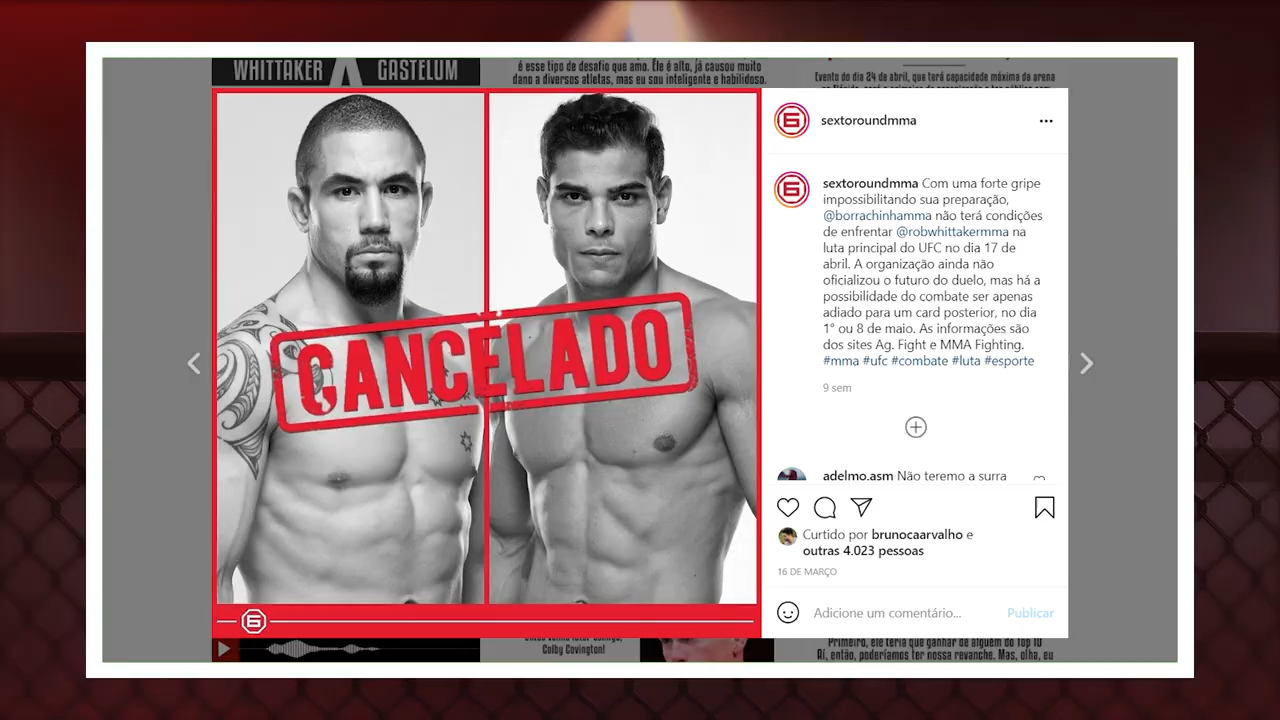 WHITTAKER GASTELUM
é esse tipo de desafio que amo. Ele é alto, já causou muito
dano a diversos atletas, mas eu sou inteligente e habilidoso.
Evento do dia 24 de abril, que terá capacidade máxima da arena
CANCELADO
sextoroundmma
sextoroundmma Com uma forte gripe
impossibilitando sua preparação,
@borrachinhamma não terá condições
de enfrentar @robwhittakermma na
luta principal do UFC no dia 17 de
abril. A organização ainda não
oficializou o futuro do duelo, mas há a
possibilidade do combate ser apenas
adiado para um card posterior, no dia
1° ou 8 de maio. As informações são
dos sites Ag. Fight e MMA Fighting.
#mma #ufc #combate #luta #esporte
9 sem
adelmo.asm Não teremo a surra
Curtido por brunocaarvalho e
outras 4.023 pessoas
16 DE MARÇO
Adicione um comentário... Publicar
6
Colby Covington!
Primeiro, ele teria que ganhar de alguém do Top 10
Aí, então, poderíamos ter nossa revanche. Mas, olha, eu